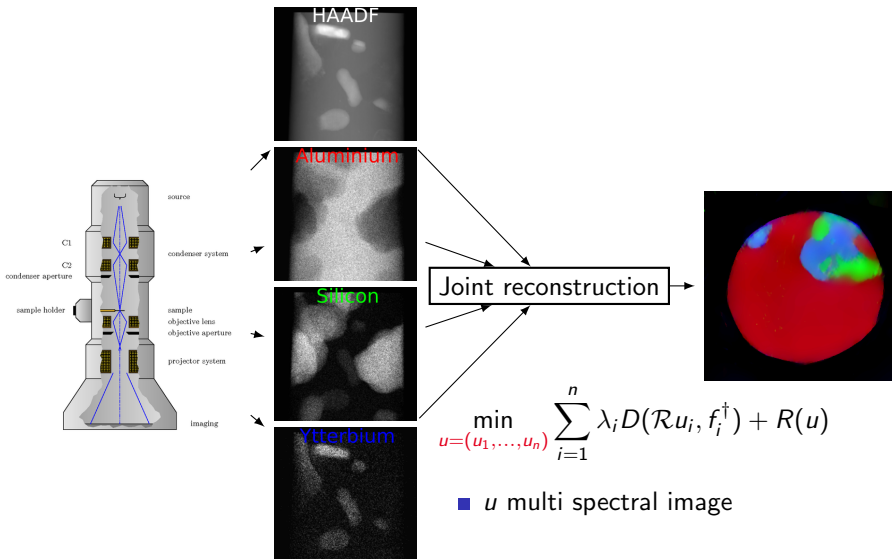 HAADF
Aluminium
Silicon
Ytterbium
source
C1
condenser system
C2
condenser aperture
sample holder
sample
objective lens
objective aperture
projector system
imaging
Joint reconstruction
min u=(u₁,...,uₙ) ∑ i=1 n λᵢD(ℛuᵢ, fᵢ†) + R(u)
u multi spectral image